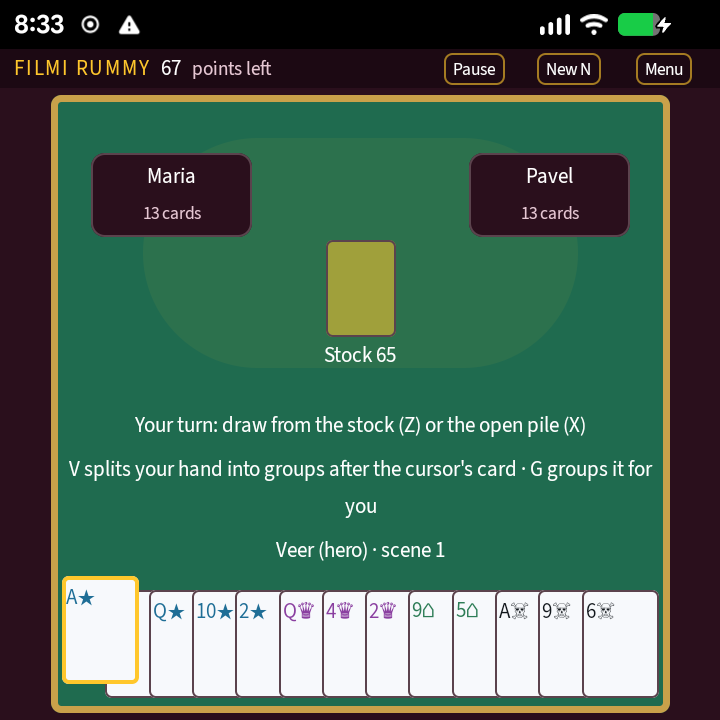 8:33
FILMI RUMMY 67 points left Pause New N Menu
Maria Pavel
13 cards 13 cards
Stock 65
Your turn: draw from the stock (Z) or the open pile (X)
V splits your hand into groups after the cursor's card · G groups it for
you
Veer (hero) · scene 1
A★ Q★ 10★ 2★ Q♛ 4♛ 2♛ 9⌂ 5⌂ A☠ 9☠ 6☠